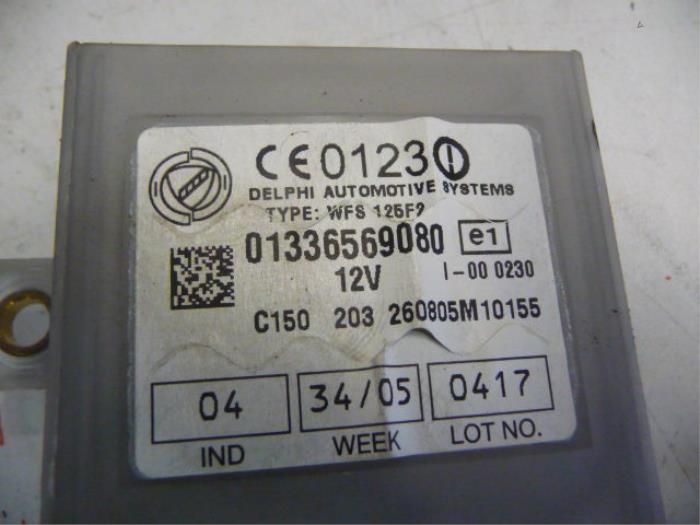 CE0123
DELPHI AUTOMOTIVE SYSTEMS
TYPE: WFS 125F2
01336569080 e1
12V I-00 0230
C150 203 260805M10155
04 34/05 0417
IND WEEK LOT NO.